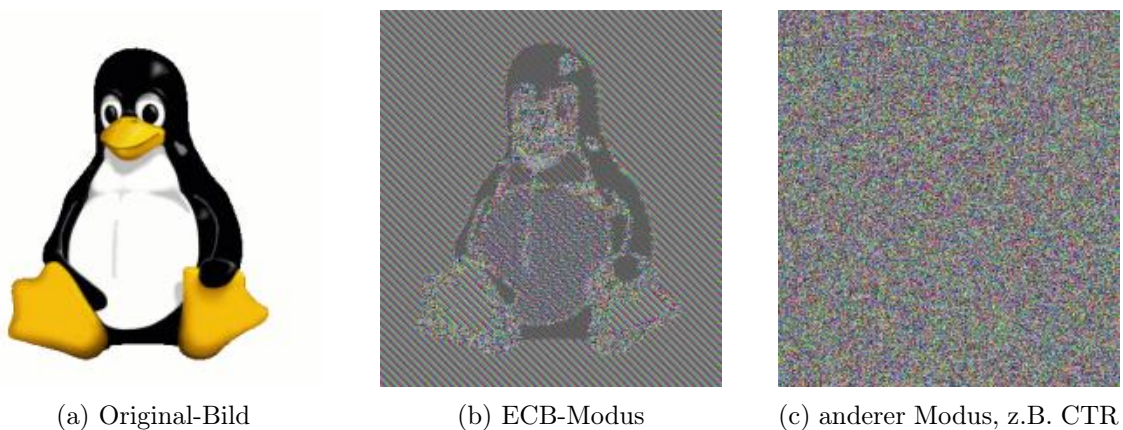 (a) Original-Bild
(b) ECB-Modus
(c) anderer Modus, z.B. CTR